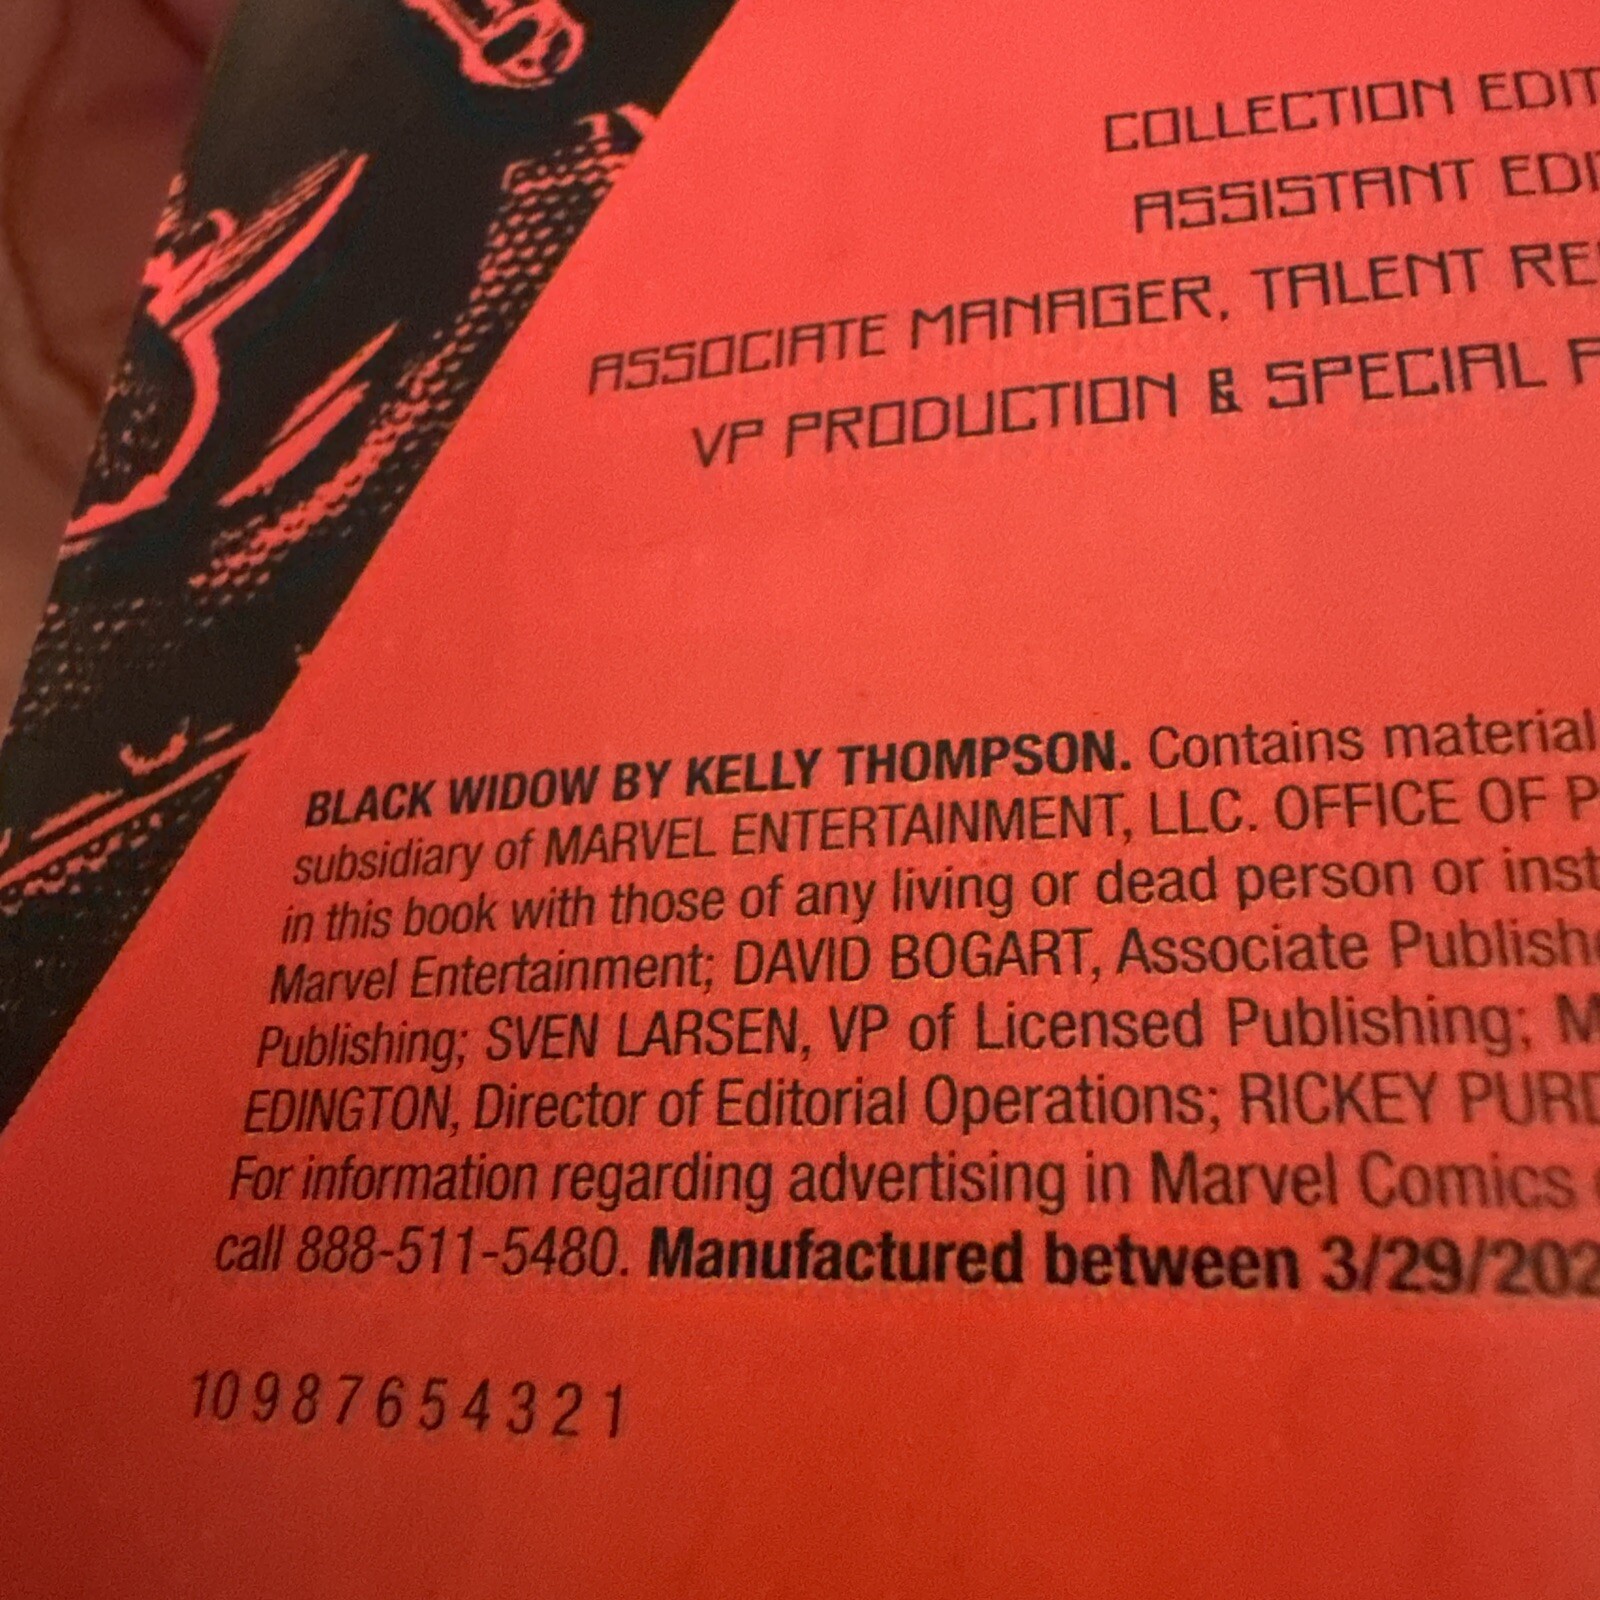 COLLECTION EDIT
ASSISTANT EDI
ASSOCIATE MANAGER, TALENT RE
VP PRODUCTION & SPECIAL
BLACK WIDOW BY KELLY THOMPSON. Contains material
subsidiary of MARVEL ENTERTAINMENT, LLC. OFFICE OF P
in this book with those of any living or dead person or inst
Marvel Entertainment; DAVID BOGART, Associate Publishe
Publishing; SVEN LARSEN, VP of Licensed Publishing; M
EDINGTON, Director of Editorial Operations; RICKEY PURD
For information regarding advertising in Marvel Comics
call 888-511-5480. Manufactured between 3/29/202
10 9 8 7 6 5 4 3 2 1